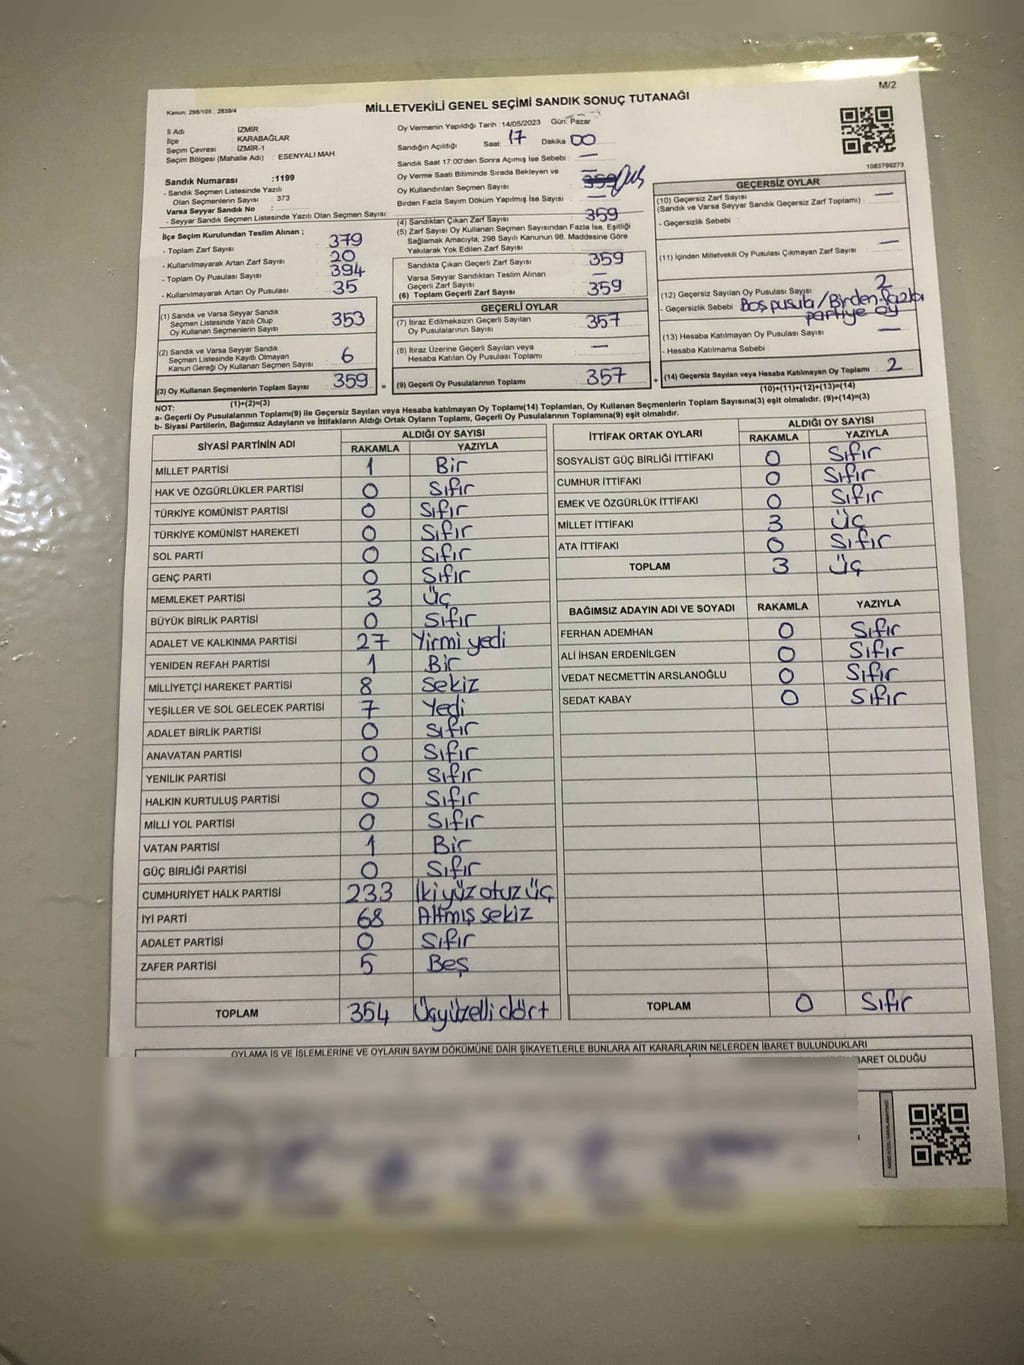 M/2
Kanun: 298/105 , 2839/4
MİLLETVEKİLİ GENEL SEÇİMİ SANDIK SONUÇ TUTANAĞI
İl Adı : İZMİR
İlçe : KARABAĞLAR
Seçim Çevresi : İZMİR-1
Seçim Bölgesi (Mahalle Adı) : ESENYALI MAH.
Sandık Numarası :1199
- Sandık Seçmen Listesinde Yazılı
Olan Seçmenlerin Sayısı : 373
Varsa Seyyar Sandık No :
- Seyyar Sandık Seçmen Listesinde Yazılı Olan Seçmen Sayısı:
Oy Vermenin Yapıldığı Tarih :14/05/2023 Gün: Pazar
Sandığın Açıldığı Saat: 17 Dakika 00
Sandık Saat 17:00'den Sonra Açımış İse Sebebi : —
Oy Verme Saati Bitiminde Sırada Bekleyen ve
Oy Kullandırılan Seçmen Sayısı
Birden Fazla Sayım Döküm Yapılmış İse Sayısı : —
İlçe Seçim Kurulundan Teslim Alınan ;
- Toplam Zarf Sayısı : 379
- Kullanılmayarak Artan Zarf Sayısı : 20
- Toplam Oy Pusulası Sayısı : 394
- Kullanılmayarak Artan Oy Pusulası : 35
(1) Sandık ve Varsa Seyyar Sandık
Seçmen Listesinde Yazılı Olup
Oy Kullanan Seçmenlerin Sayısı 353
(2) Sandık ve Varsa Seyyar Sandık
Seçmen Listesinde Kayıtlı Olmayan
Kanun Gereği Oy Kullanan Seçmen Sayısı 6
(3) Oy Kullanan Seçmenlerin Toplam Sayısı 359 =
(1)+(2)=(3)
(4) Sandıktan Çıkan Zarf Sayısı 359
(5) Zarf Sayısı Oy Kullanan Seçmen Sayısından Fazla İse, Eşitliği
Sağlamak Amacıyla, 298 Sayılı Kanunun 98. Maddesine Göre
Yakılarak Yok Edilen Zarf Sayısı
Sandıkta Çıkan Geçerli Zarf Sayısı 359
Varsa Seyyar Sandıktan Teslim Alınan
Geçerli Zarf Sayısı —
(6) Toplam Geçerli Zarf Sayısı 359
GEÇERLİ OYLAR
(7) İtiraz Edilmeksizin Geçerli Sayılan
Oy Pusulalarının Sayısı: 357
(8) İtiraz Üzerine Geçerli Sayılan veya
Hesaba Katılan Oy Pusulası Toplamı —
(9) Geçerli Oy Pusulalarının Toplamı 357 +
GEÇERSİZ OYLAR
(10) Geçersiz Zarf Sayısı —
(Sandık ve Varsa Seyyar Sandık Geçersiz Zarf Toplamı) :
- Geçersizlik Sebebi :
(11) İçinden Milletvekili Oy Pusulası Çıkmayan Zarf Sayısı : —
(12) Geçersiz Sayılan Oy Pusulası Sayısı : 2
- Geçersizlik Sebebi : Boş pusula/Birden fazla
partiye oy
(13) Hesaba Katılmayan Oy Pusulası Sayısı : —
- Hesaba Katılmama Sebebi :
(14) Geçersiz Sayılan veya Hesaba Katılmayan Oy Toplamı : 2
(10)+(11)+(12)+(13)=(14)
NOT:
a- Geçerli Oy Pusulalarının Toplamı(9) ile Geçersiz Sayılan veya Hesaba katılmayan Oy Toplamı(14) Toplamları, Oy Kullanan Seçmenlerin Toplam Sayısına(3) eşit olmalıdır. (9)+(14)=(3)
b- Siyasi Partilerin, Bağımsız Adayların ve İttifakların Aldığı Ortak Oyların Toplamı, Geçerli Oy Pusulalarının Toplamına(9) eşit olmalıdır.
SİYASİ PARTİNİN ADI ALDIĞI OY SAYISI
RAKAMLA YAZIYLA
MİLLET PARTİSİ 1 Bir
HAK VE ÖZGÜRLÜKLER PARTİSİ 0 Sıfır
TÜRKİYE KOMÜNİST PARTİSİ 0 Sıfır
TÜRKİYE KOMÜNİST HAREKETİ 0 Sıfır
SOL PARTİ 0 Sıfır
GENÇ PARTİ 0 Sıfır
MEMLEKET PARTİSİ 3 Üç
BÜYÜK BİRLİK PARTİSİ 0 Sıfır
ADALET VE KALKINMA PARTİSİ 27 Yirmi yedi
YENİDEN REFAH PARTİSİ 1 Bir
MİLLİYETÇİ HAREKET PARTİSİ 8 Sekiz
YEŞİLLER VE SOL GELECEK PARTİSİ 7 Yedi
ADALET BİRLİK PARTİSİ 0 Sıfır
ANAVATAN PARTİSİ 0 Sıfır
YENİLİK PARTİSİ 0 Sıfır
HALKIN KURTULUŞ PARTİSİ 0 Sıfır
MİLLİ YOL PARTİSİ 0 Sıfır
VATAN PARTİSİ 1 Bir
GÜÇ BİRLİĞİ PARTİSİ 0 Sıfır
CUMHURİYET HALK PARTİSİ 233 İkiyüz otuz üç
İYİ PARTİ 68 Altmış sekiz
ADALET PARTİSİ 0 Sıfır
ZAFER PARTİSİ 5 Beş
TOPLAM 354 Üçyüzelli dört
İTTİFAK ORTAK OYLARI ALDIĞI OY SAYISI
RAKAMLA YAZIYLA
SOSYALİST GÜÇ BİRLİĞİ İTTİFAKI 0 Sıfır
CUMHUR İTTİFAKI 0 Sıfır
EMEK VE ÖZGÜRLÜK İTTİFAKI 0 Sıfır
MİLLET İTTİFAKI 3 Üç
ATA İTTİFAKI 0 Sıfır
TOPLAM 3 Üç
BAĞIMSIZ ADAYIN ADI VE SOYADI RAKAMLA YAZIYLA
FERHAN ADEMHAN 0 Sıfır
ALİ İHSAN ERDENİLGEN 0 Sıfır
VEDAT NECMETTİN ARSLANOĞLU 0 Sıfır
SEDAT KABAY 0 Sıfır
TOPLAM 0 Sıfır
OYLAMA İŞ VE İŞLEMLERİNE VE OYLARIN SAYIM DÖKÜMÜNE DAİR ŞİKAYETLERLE BUNLARA AİT KARARLARIN NELERDEN İBARET BULUNDUKLARI
İBARET OLDUĞU